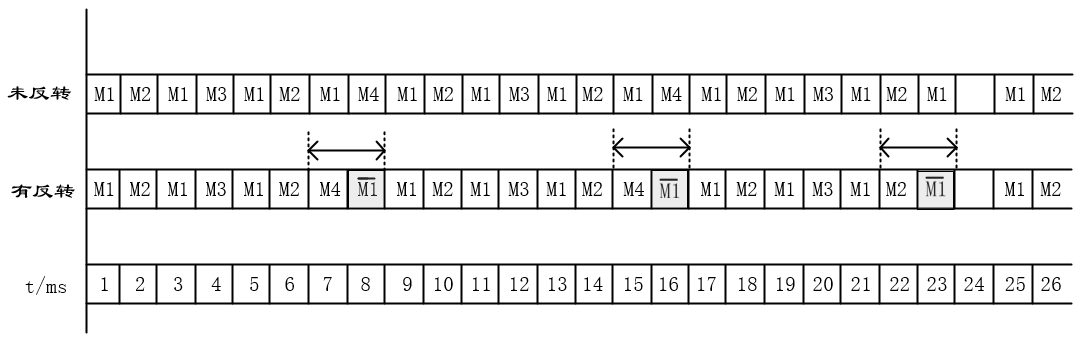 未反转 M1 M2 M1 M3 M1 M2 M1 M4 M1 M2 M1 M3 M1 M2 M1 M4 M1 M2 M1 M3 M1 M2 M1 M1 M2
有反转 M1 M2 M1 M3 M1 M2 M4 M̅1̅ M1 M2 M1 M3 M1 M2 M4 M̅1̅ M1 M2 M1 M3 M1 M2 M̅1̅ M1 M2
t/ms 1 2 3 4 5 6 7 8 9 10 11 12 13 14 15 16 17 18 19 20 21 22 23 24 25 26